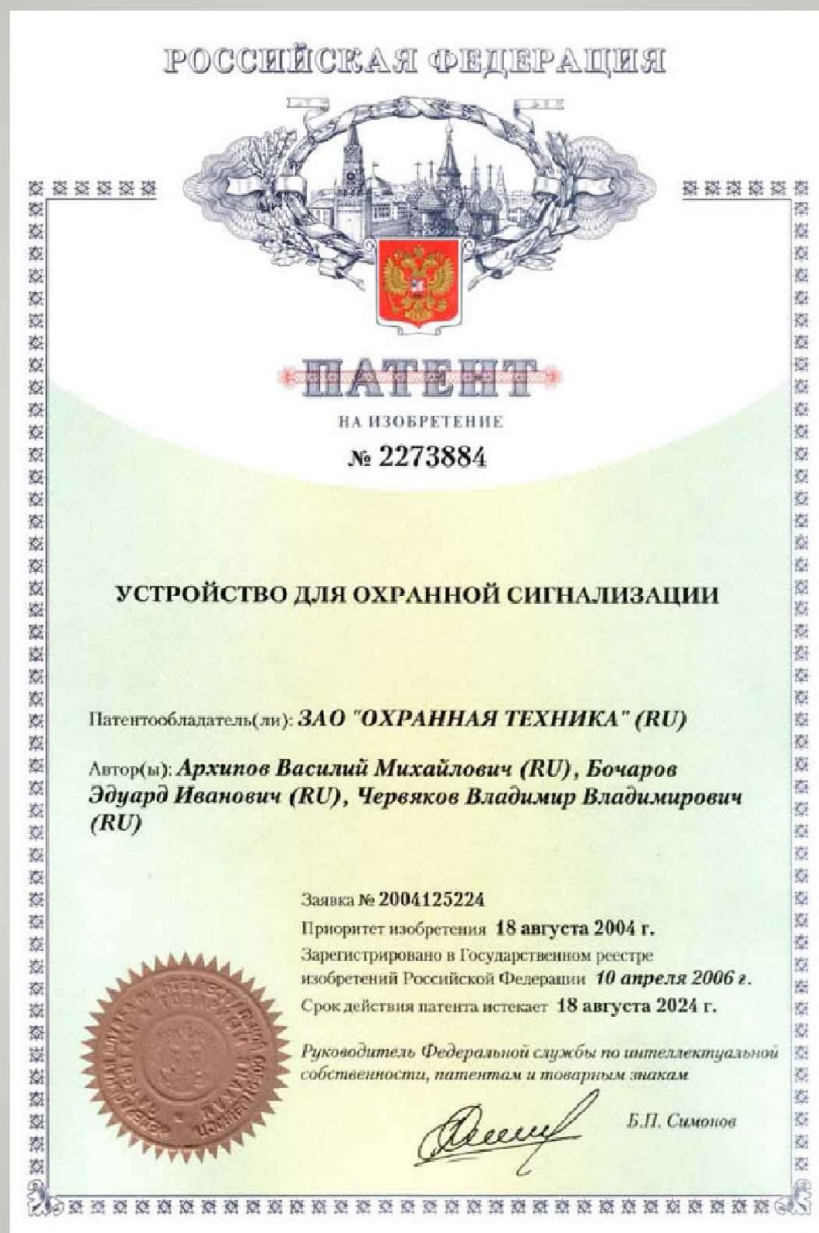 РОССИЙСКАЯ ФЕДЕРАЦИЯ
ПАТЕНТ
НА ИЗОБРЕТЕНИЕ
№ 2273884
УСТРОЙСТВО ДЛЯ ОХРАННОЙ СИГНАЛИЗАЦИИ
Патентообладатель(ли): ЗАО "ОХРАННАЯ ТЕХНИКА" (RU)
Автор(ы): Архипов Василий Михайлович (RU), Бочаров
Эдуард Иванович (RU), Червяков Владимир Владимирович
(RU)
Заявка № 2004125224
Приоритет изобретения 18 августа 2004 г.
Зарегистрировано в Государственном реестре
изобретений Российской Федерации 10 апреля 2006 г.
Срок действия патента истекает 18 августа 2024 г.
Руководитель Федеральной службы по интеллектуальной
собственности, патентам и товарным знакам
Б.П. Симонов